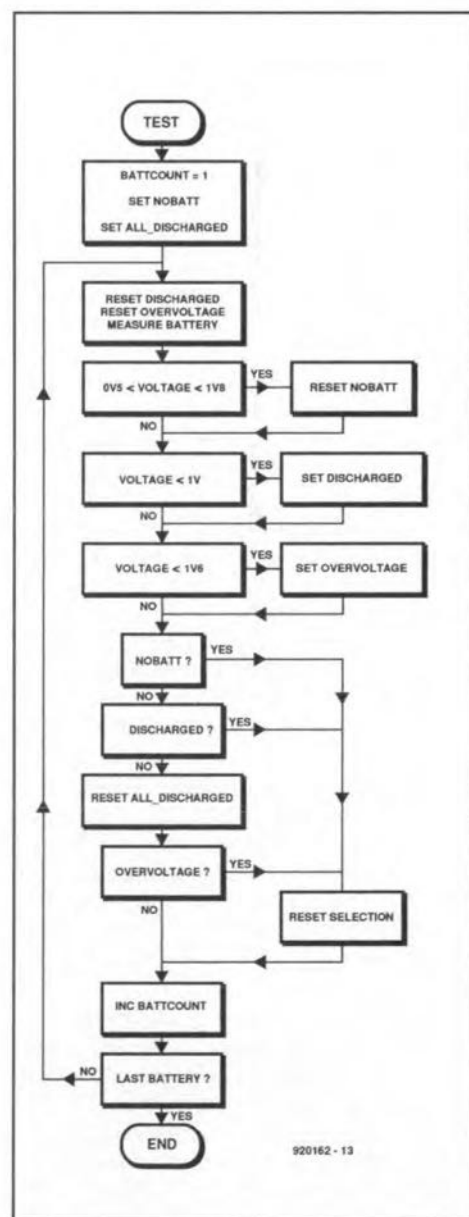 TEST
BATTCOUNT = 1
SET NOBATT
SET ALL_DISCHARGED
RESET DISCHARGED
RESET OVERVOLTAGE
MEASURE BATTERY
0V5 < VOLTAGE < 1V8
YES
RESET NOBATT
NO
VOLTAGE < 1V
YES
SET DISCHARGED
NO
VOLTAGE < 1V6
YES
SET OVERVOLTAGE
NO
NOBATT ?
YES
NO
DISCHARGED ?
YES
NO
RESET ALL_DISCHARGED
OVERVOLTAGE ?
YES
NO
RESET SELECTION
INC BATTCOUNT
NO
LAST BATTERY ?
YES
END
920162 - 13